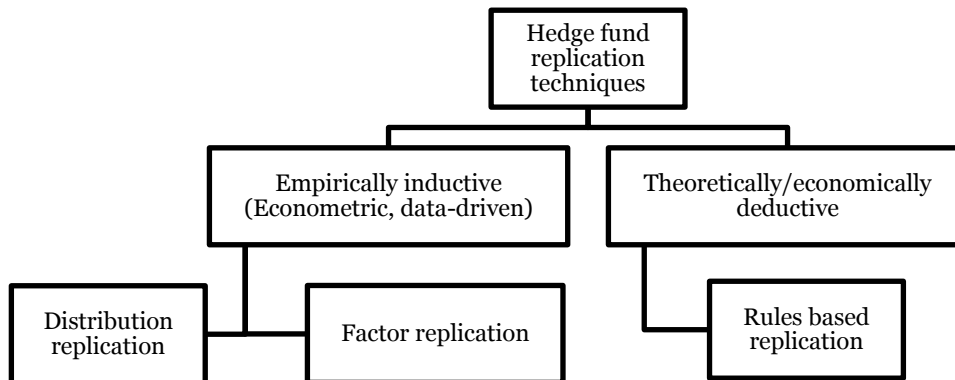 Hedge fund
replication
techniques
Empirically inductive
(Econometric, data-driven)
Theoretically/economically
deductive
Distribution
replication
Factor replication
Rules based
replication